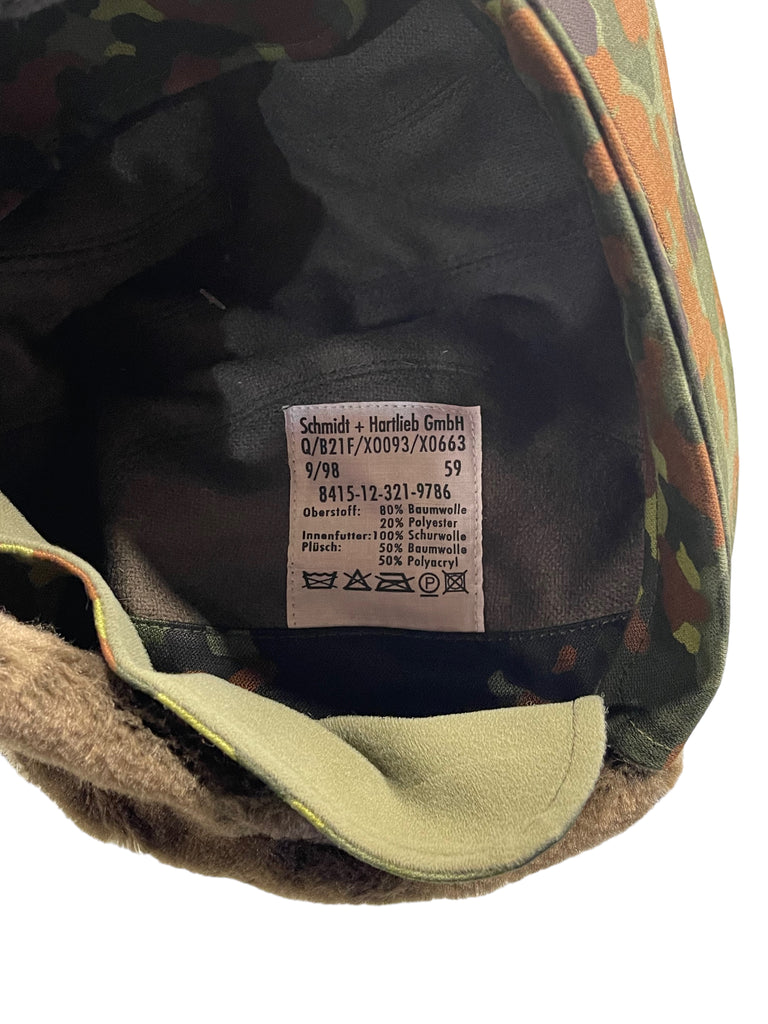 Schmidt + Hartlieb GmbH
Q/B21F/X0093/X0663
9/98 59
8415-12-321-9786
Oberstoff: 80% Baumwolle
20% Polyester
Innenfutter:100% Schurwolle
Plüsch: 50% Baumwolle
50% Polyacryl
P